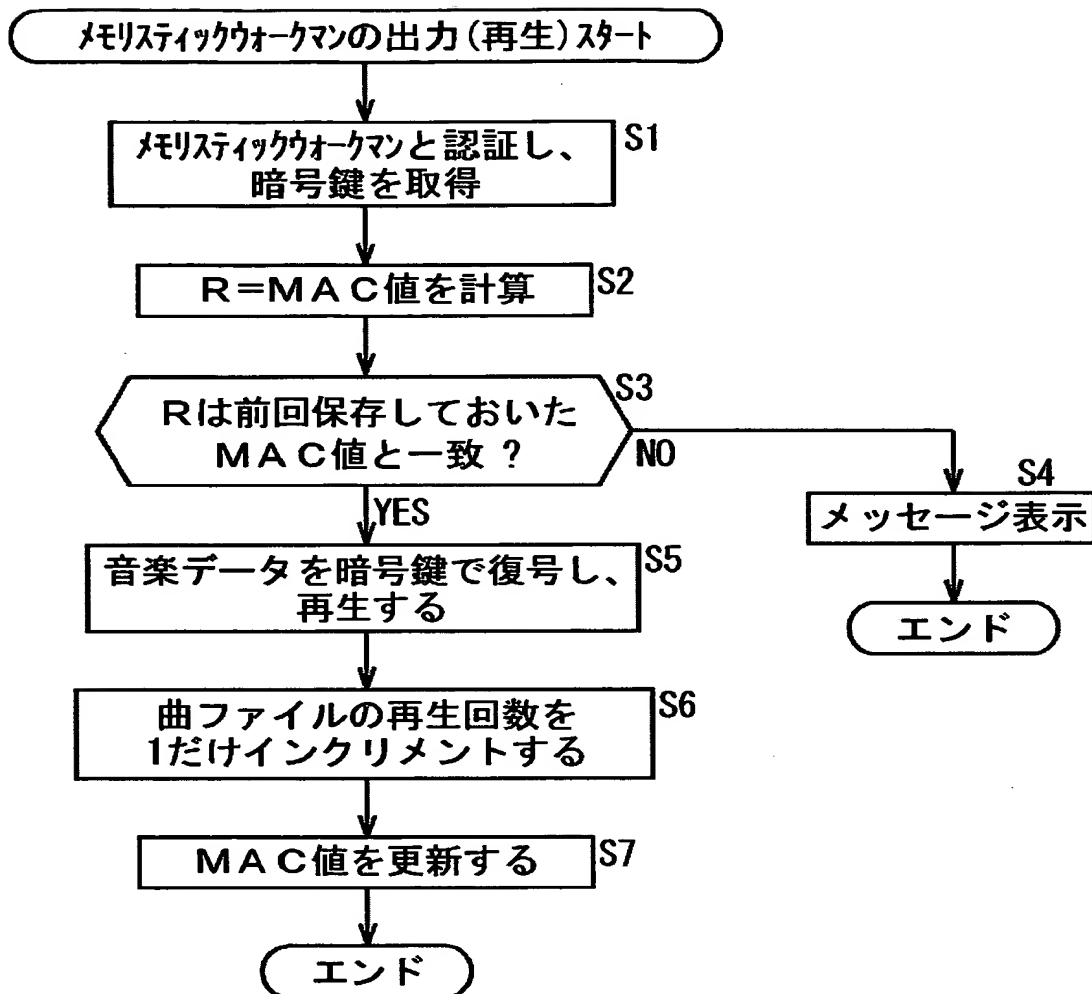 メモリスティックウォークマンの出力(再生)スタート
メモリスティックウォークマンと認証し、
暗号鍵を取得
S1
R=MAC値を計算
S2
Rは前回保存しておいた
MAC値と一致?
S3
NO
YES
S4
メッセージ表示
エンド
音楽データを暗号鍵で復号し、
再生する
S5
曲ファイルの再生回数を
1だけインクリメントする
S6
MAC値を更新する
S7
エンド